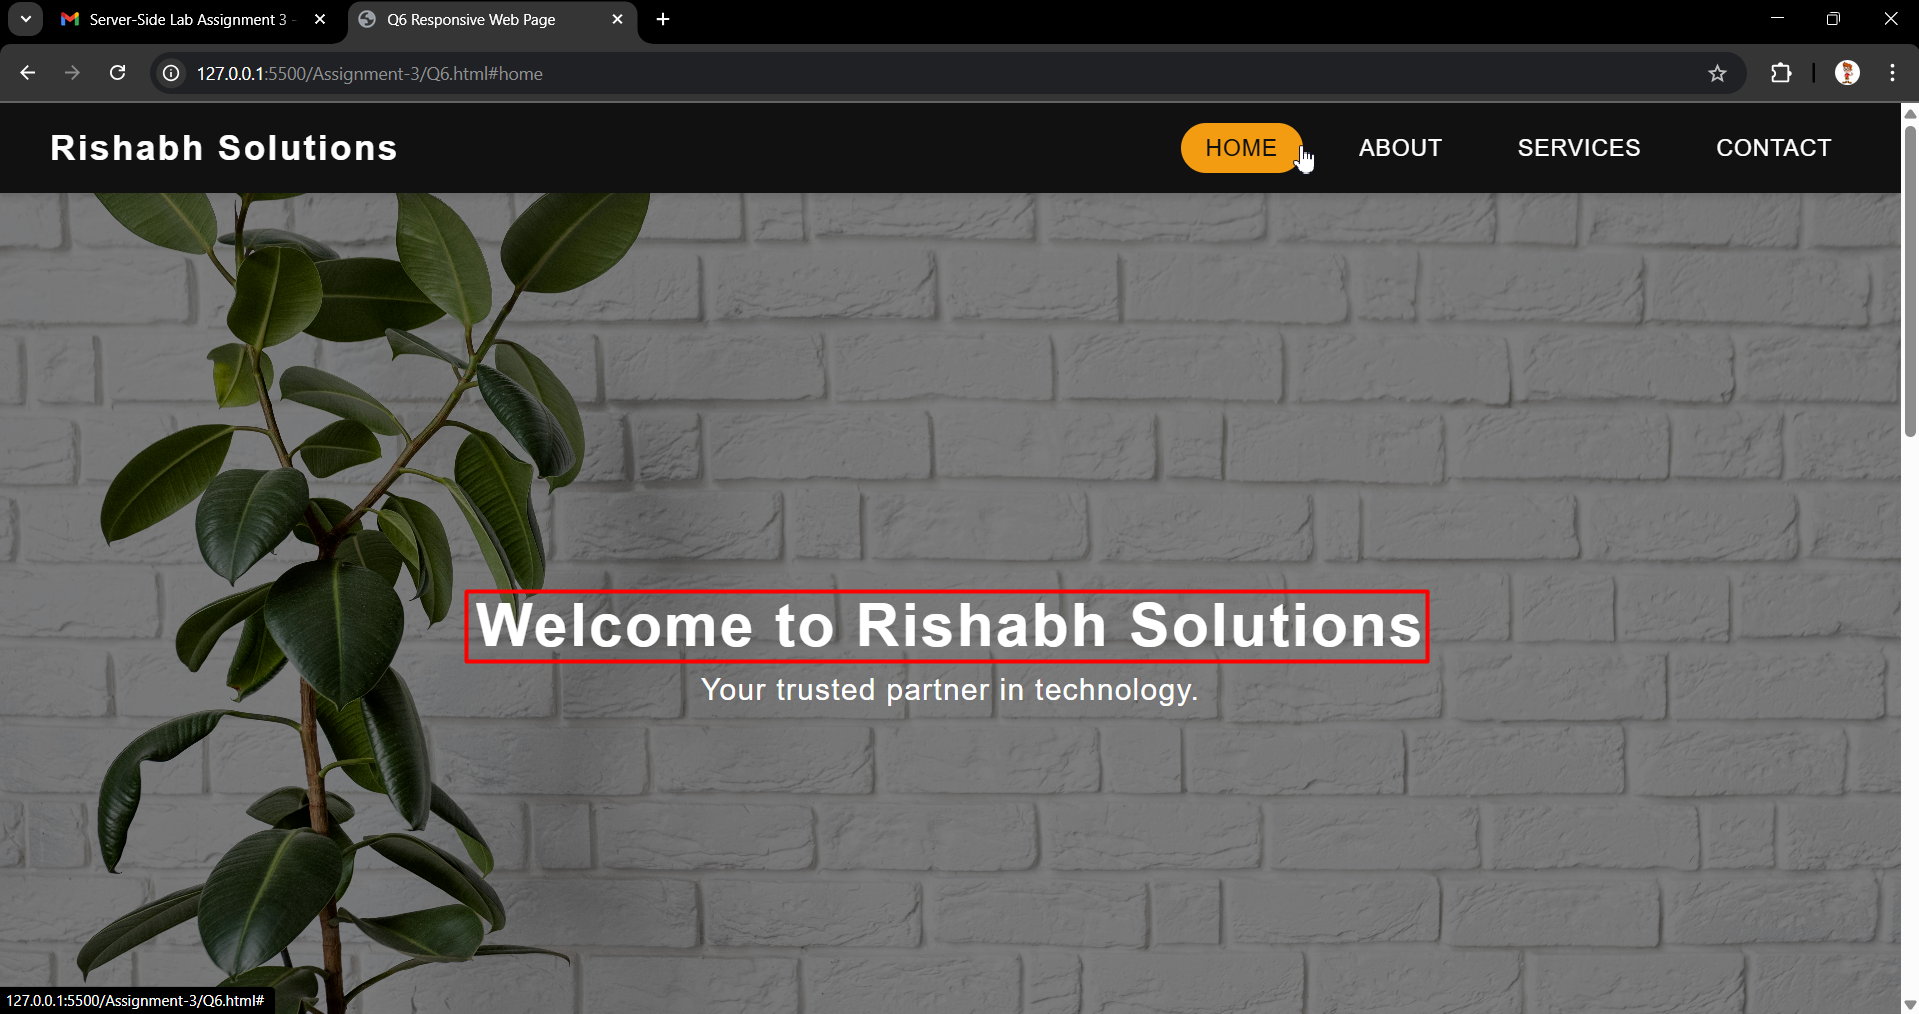 Server-Side Lab Assignment 3 -
Q6 Responsive Web Page
127.0.0.1:5500/Assignment-3/Q6.html#home
Rishabh Solutions
HOME
ABOUT
SERVICES
CONTACT
Welcome to Rishabh Solutions
Your trusted partner in technology.
127.0.0.1:5500/Assignment-3/Q6.html#